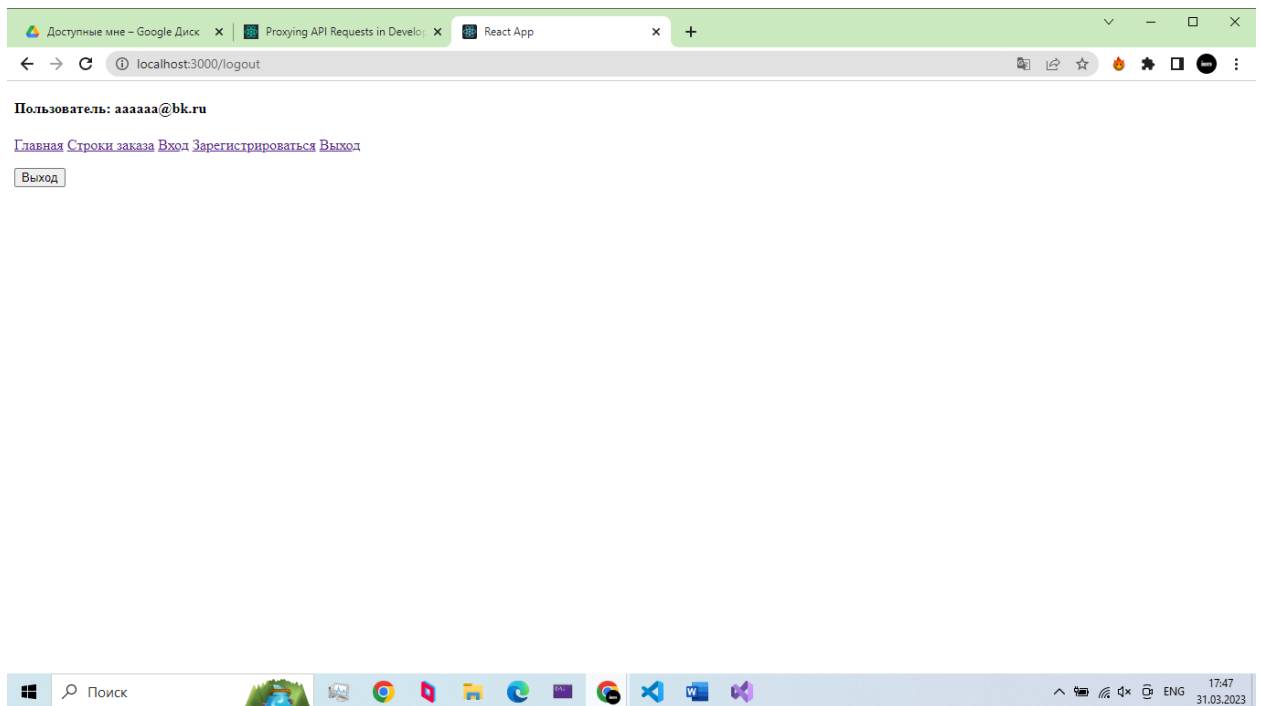 Доступные мне – Google Диск
Proxying API Requests in Develop
React App
localhost:3000/logout
Пользователь: aaaaaa@bk.ru
Главная Строки заказа Вход Зарегистрироваться Выход
Выход
Поиск
ENG
17:47
31.03.2023